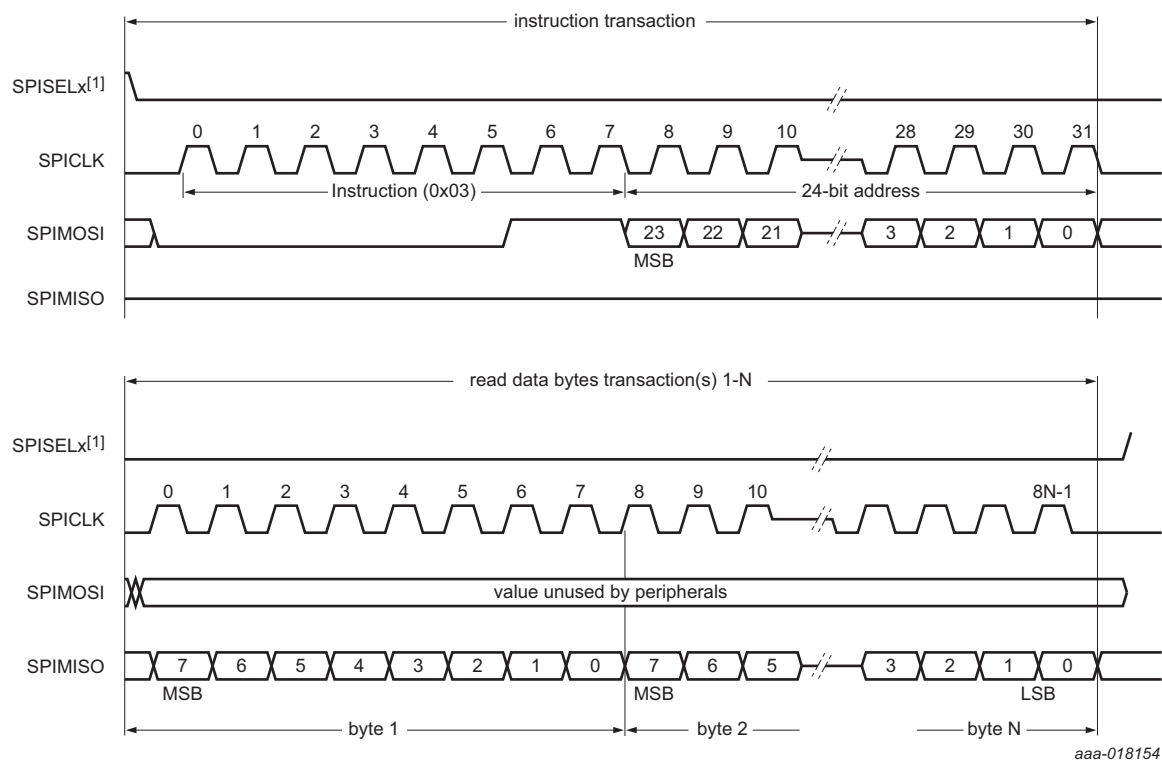 instruction transaction
SPISELx[1]
0 1 2 3 4 5 6 7 8 9 10 28 29 30 31
SPICLK
Instruction (0x03) 24-bit address
SPIMOSI 23 22 21 3 2 1 0
MSB
SPIMISO
read data bytes transaction(s) 1-N
SPISELx[1]
0 1 2 3 4 5 6 7 8 9 10 8N-1
SPICLK
SPIMOSI value unused by peripherals
SPIMISO 7 6 5 4 3 2 1 0 7 6 5 3 2 1 0
MSB MSB LSB
byte 1 byte 2 byte N
aaa-018154